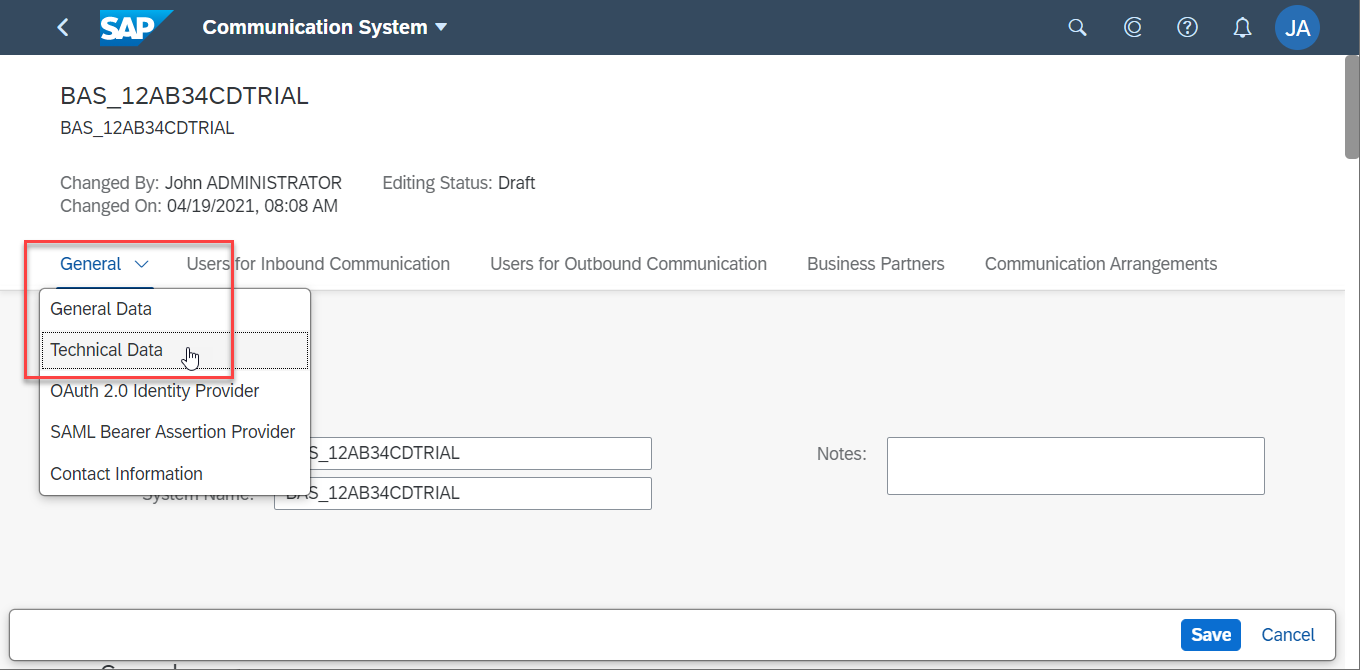 SAP Communication System JA
BAS_12AB34CDTRIAL
BAS_12AB34CDTRIAL
Changed By: John ADMINISTRATOR Editing Status: Draft
Changed On: 04/19/2021, 08:08 AM
General Users for Inbound Communication Users for Outbound Communication Business Partners Communication Arrangements
General Data
Technical Data
OAuth 2.0 Identity Provider
SAML Bearer Assertion Provider
Contact Information
S_12AB34CDTRIAL Notes:
System Name: BAS_12AB34CDTRIAL
Save Cancel